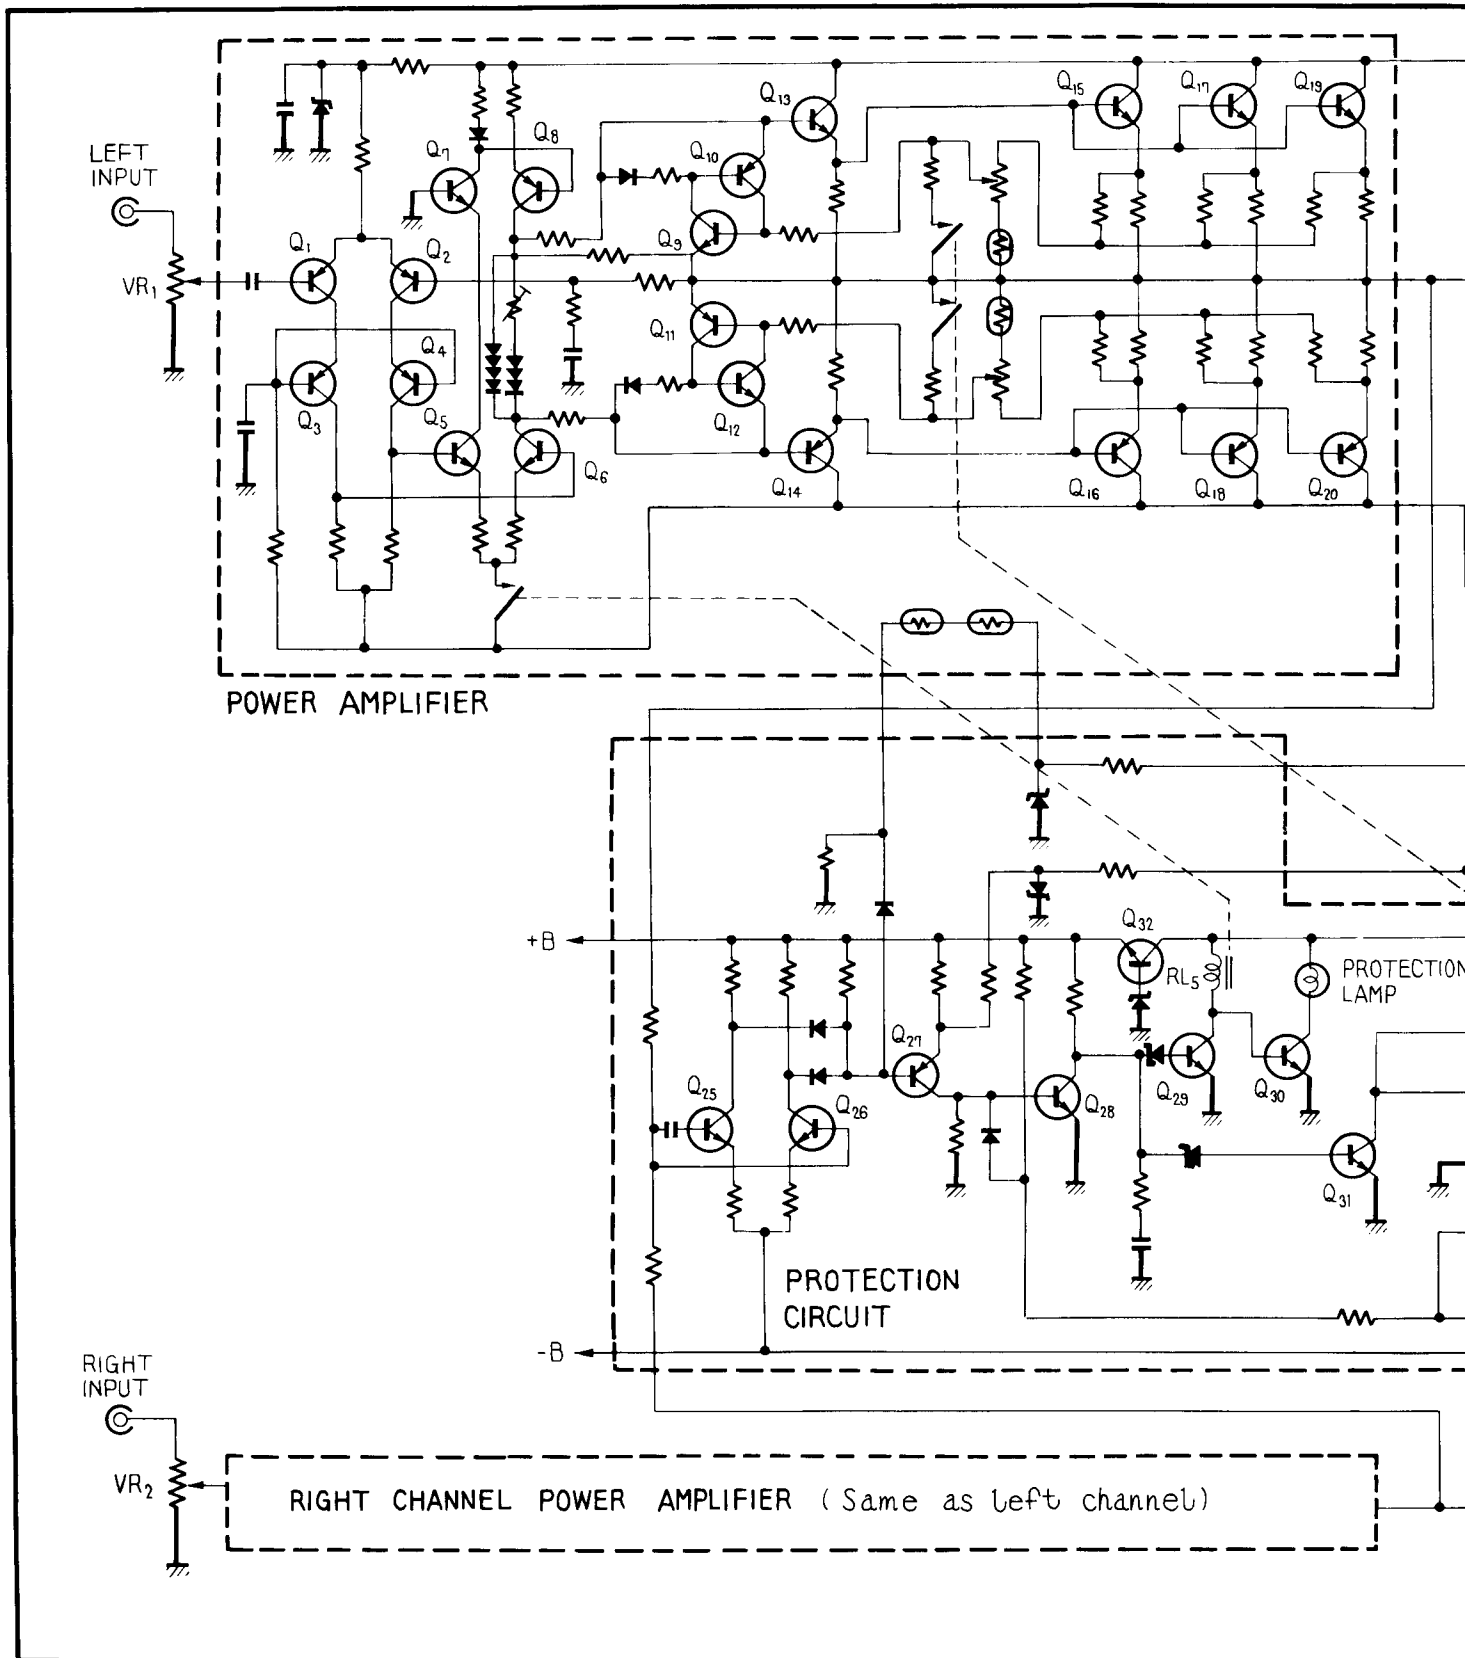 LEFT
INPUT
VR1
Q1
Q2
Q3
Q4
Q5
Q6
Q7
Q8
Q9
Q10
Q11
Q12
Q13
Q14
Q15
Q16
Q17
Q18
Q19
Q20
POWER AMPLIFIER
+B
-B
Q25
Q26
Q27
Q28
Q29
Q30
Q31
Q32
RL5
PROTECTION
LAMP
PROTECTION
CIRCUIT
RIGHT
INPUT
VR2
RIGHT CHANNEL POWER AMPLIFIER (Same as left channel)